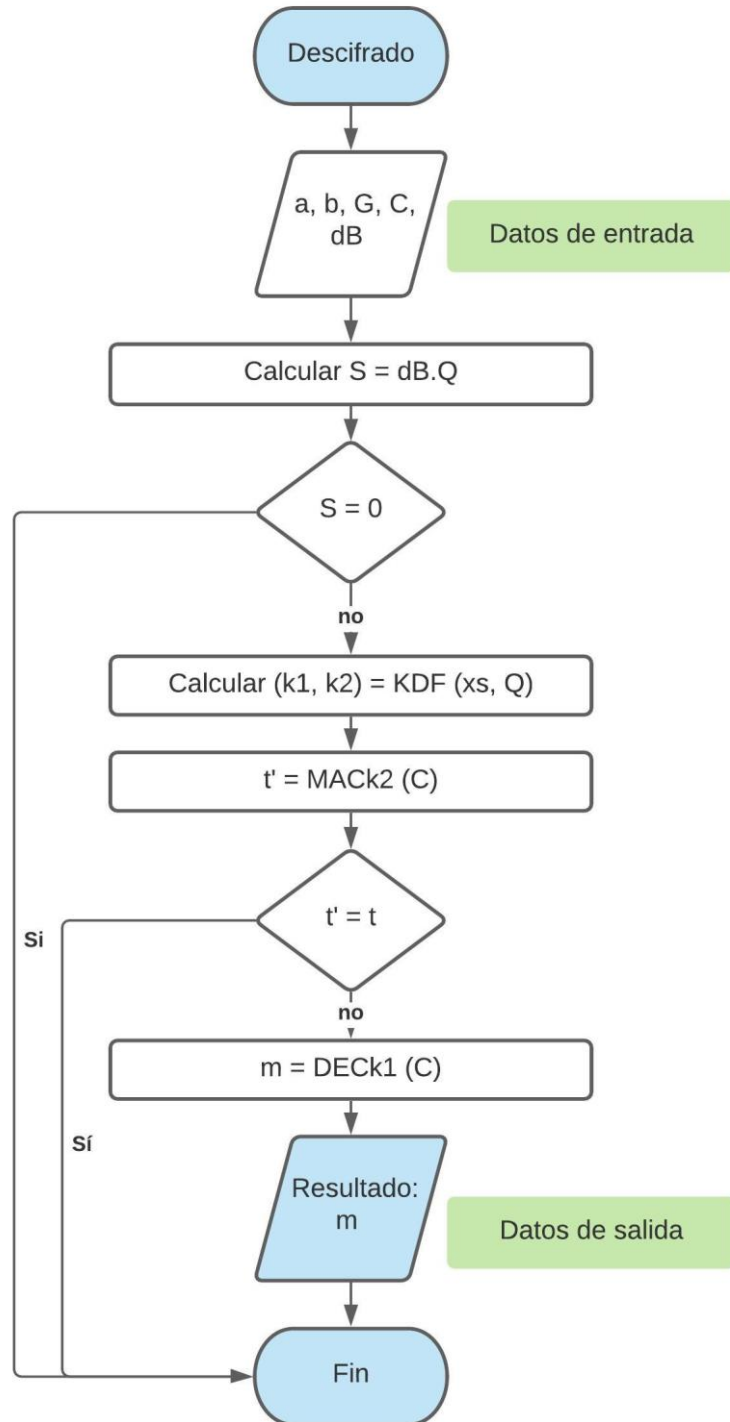 Descifrado
a, b, G, C,
dB
Datos de entrada
Calcular S = dB.Q
S = 0
no
Calcular (k1, k2) = KDF (xs, Q)
t' = MACk2 (C)
t' = t
Si
no
m = DECk1 (C)
Sí
Resultado:
m
Datos de salida
Fin